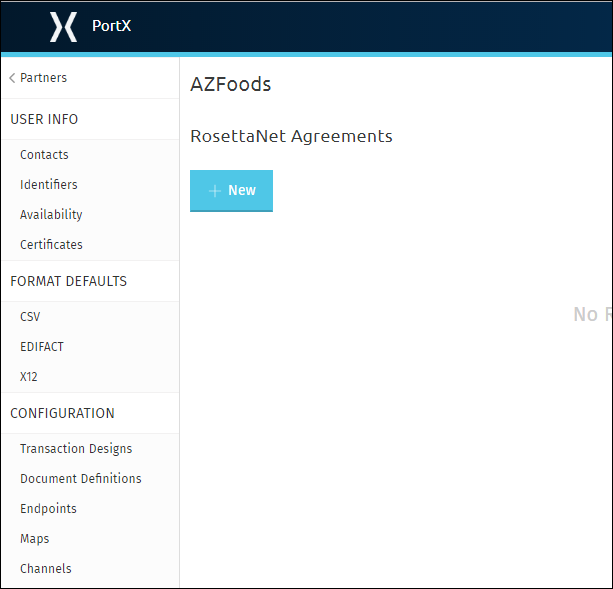 PortX
Partners
USER INFO
Contacts
Identifiers
Availability
Certificates
FORMAT DEFAULTS
CSV
EDIFACT
X12
CONFIGURATION
Transaction Designs
Document Definitions
Endpoints
Maps
Channels
AZFoods
RosettaNet Agreements
+ New
No